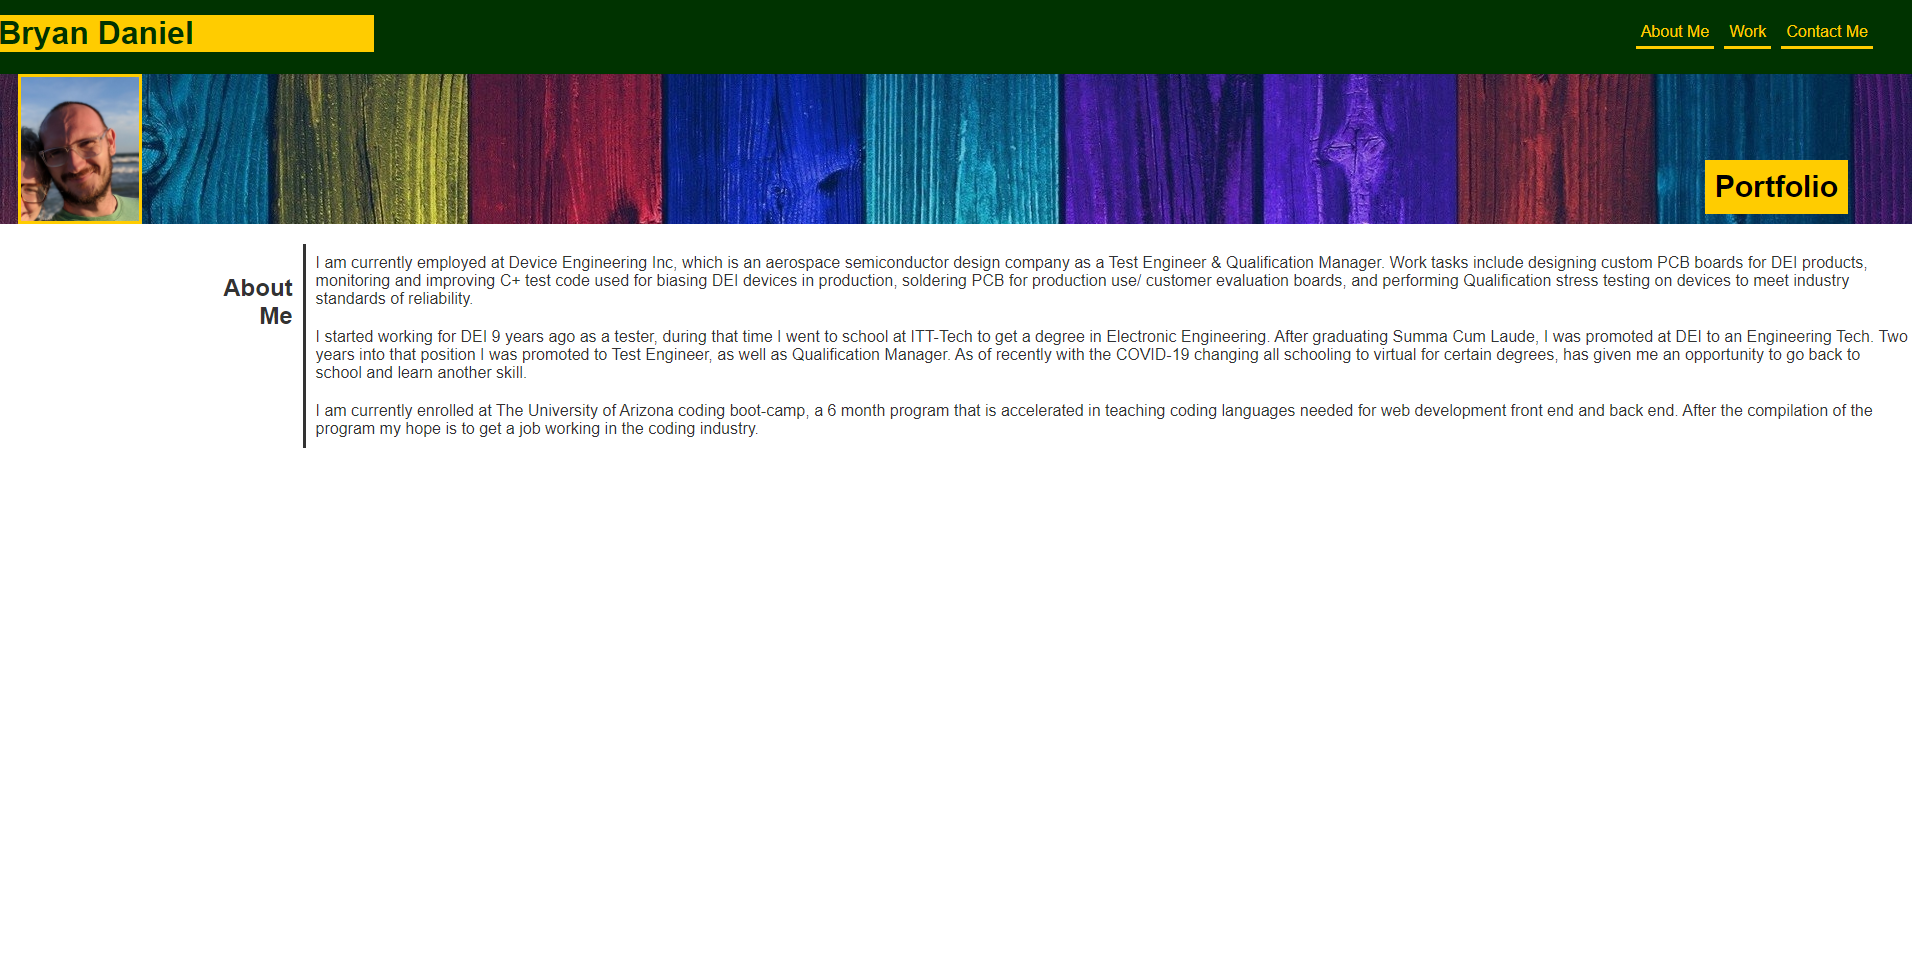 Bryan Daniel
About Me Work Contact Me
Portfolio
About
Me
I am currently employed at Device Engineering Inc, which is an aerospace semiconductor design company as a Test Engineer & Qualification Manager. Work tasks include designing custom PCB boards for DEI products,
monitoring and improving C+ test code used for biasing DEI devices in production, soldering PCB for production use/ customer evaluation boards, and performing Qualification stress testing on devices to meet industry
standards of reliability.
I started working for DEI 9 years ago as a tester, during that time I went to school at ITT-Tech to get a degree in Electronic Engineering. After graduating Summa Cum Laude, I was promoted at DEI to an Engineering Tech. Two
years into that position I was promoted to Test Engineer, as well as Qualification Manager. As of recently with the COVID-19 changing all schooling to virtual for certain degrees, has given me an opportunity to go back to
school and learn another skill.
I am currently enrolled at The University of Arizona coding boot-camp, a 6 month program that is accelerated in teaching coding languages needed for web development front end and back end. After the compilation of the
program my hope is to get a job working in the coding industry.